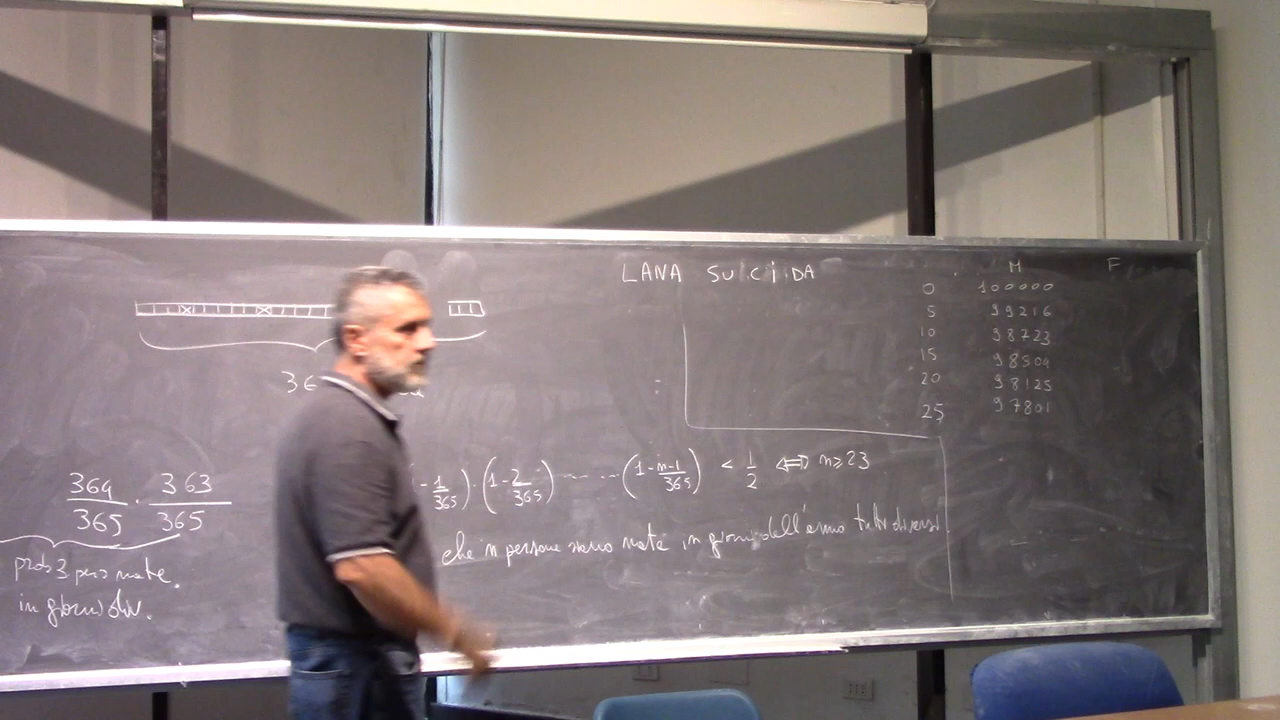 LANA SUCIDA
M F
0 100000
5 99216
10 98723
15 98504
20 98125
25 97801
36
364/365 · 363/365
prob 3 pers nate
in giorni div.
- 1/365) · (1 - 2/365) ... (1 - n-1/365) < 1/2 ⇔ n ≥ 23
che n persone siano nate in giorni dell'anno tutti diversi